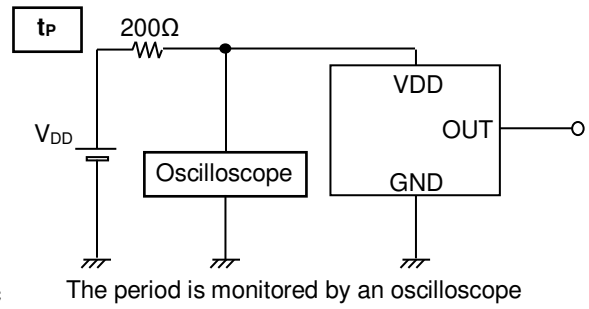 tP
200Ω
VDD
VDD
OUT
Oscilloscope
GND
The period is monitored by an oscilloscope